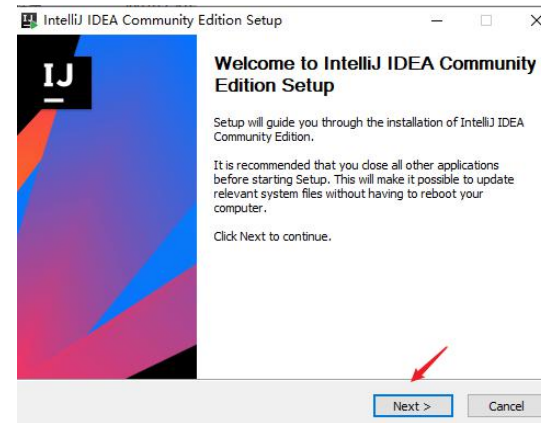 IntelliJ IDEA Community Edition Setup
IJ
Welcome to IntelliJ IDEA Community
Edition Setup
Setup will guide you through the installation of IntelliJ IDEA
Community Edition.
It is recommended that you close all other applications
before starting Setup. This will make it possible to update
relevant system files without having to reboot your
computer.
Click Next to continue.
Next >
Cancel